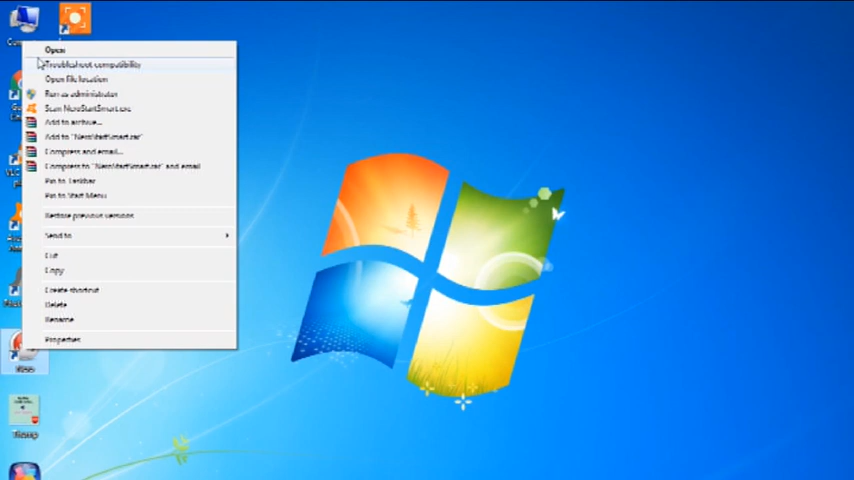 Open
Troubleshoot compatibility
Open file location
Run as administrator
Scan NeroStartSmart.exe
Add to archive...
Add to "NeroStartSmart.rar"
Compress and email...
Compress to "NeroStartSmart.rar" and email
Pin to Taskbar
Pin to Start Menu
Restore previous versions
Send to
Cut
Copy
Create shortcut
Delete
Rename
Properties
Nero